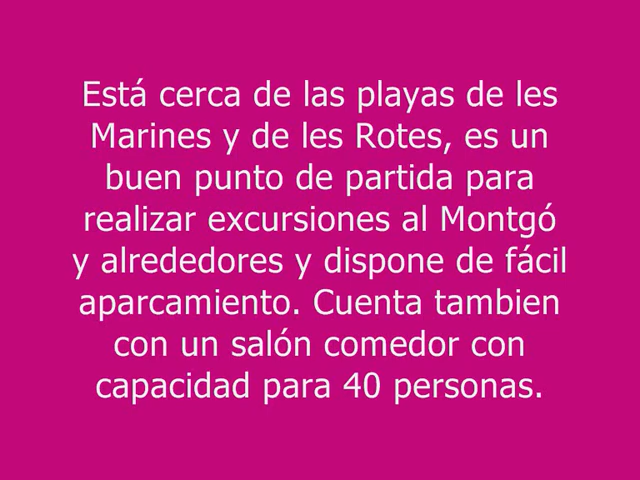 Está cerca de las playas de les
Marines y de les Rotes, es un
buen punto de partida para
realizar excursiones al Montgó
y alrededores y dispone de fácil
aparcamiento. Cuenta tambien
con un salón comedor con
capacidad para 40 personas.